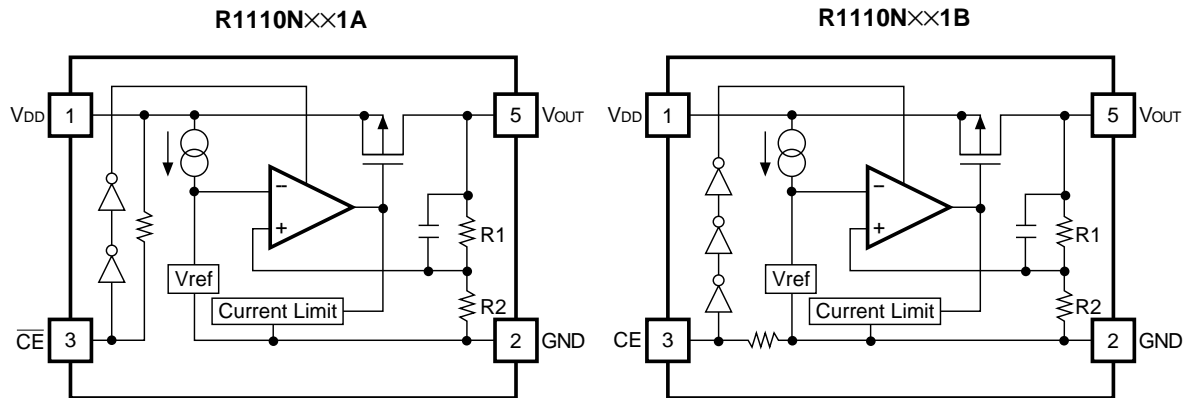 R1110N××1A
VDD
1
5
VOUT
−
+
R1
Vref
R2
Current Limit
C̅E̅
3
2
GND
R1110N××1B
VDD
1
5
VOUT
−
+
R1
Vref
R2
Current Limit
CE
3
2
GND